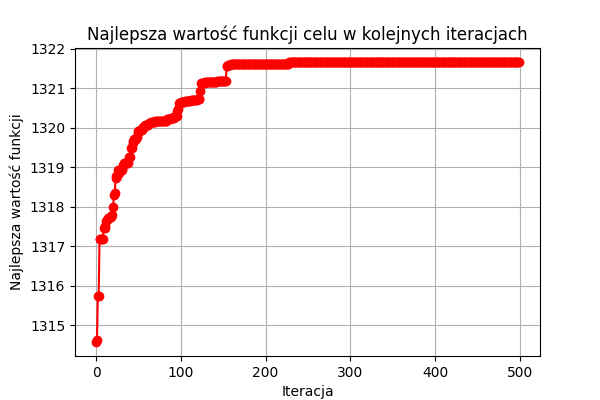 Najlepsza wartość funkcji celu w kolejnych iteracjach
Najlepsza wartość funkcji
1322
1321
1320
1319
1318
1317
1316
1315
0 100 200 300 400 500
Iteracja